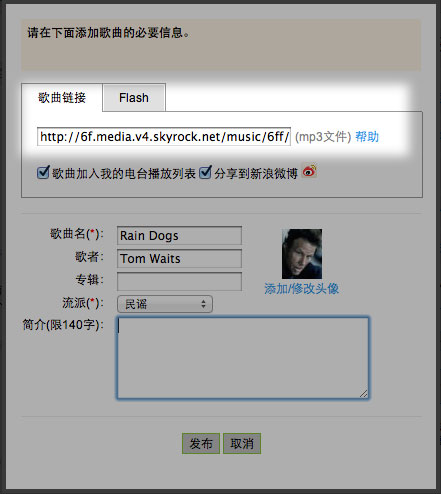 请在下面添加歌曲的必要信息。
歌曲链接 Flash
http://6f.media.v4.skyrock.net/music/6ff/ (mp3文件) 帮助
歌曲加入我的电台播放列表 分享到新浪微博
歌曲名(*): Rain Dogs
歌者: Tom Waits
专辑:
添加/修改头像
流派(*): 民谣
简介(限140字):
发布 取消